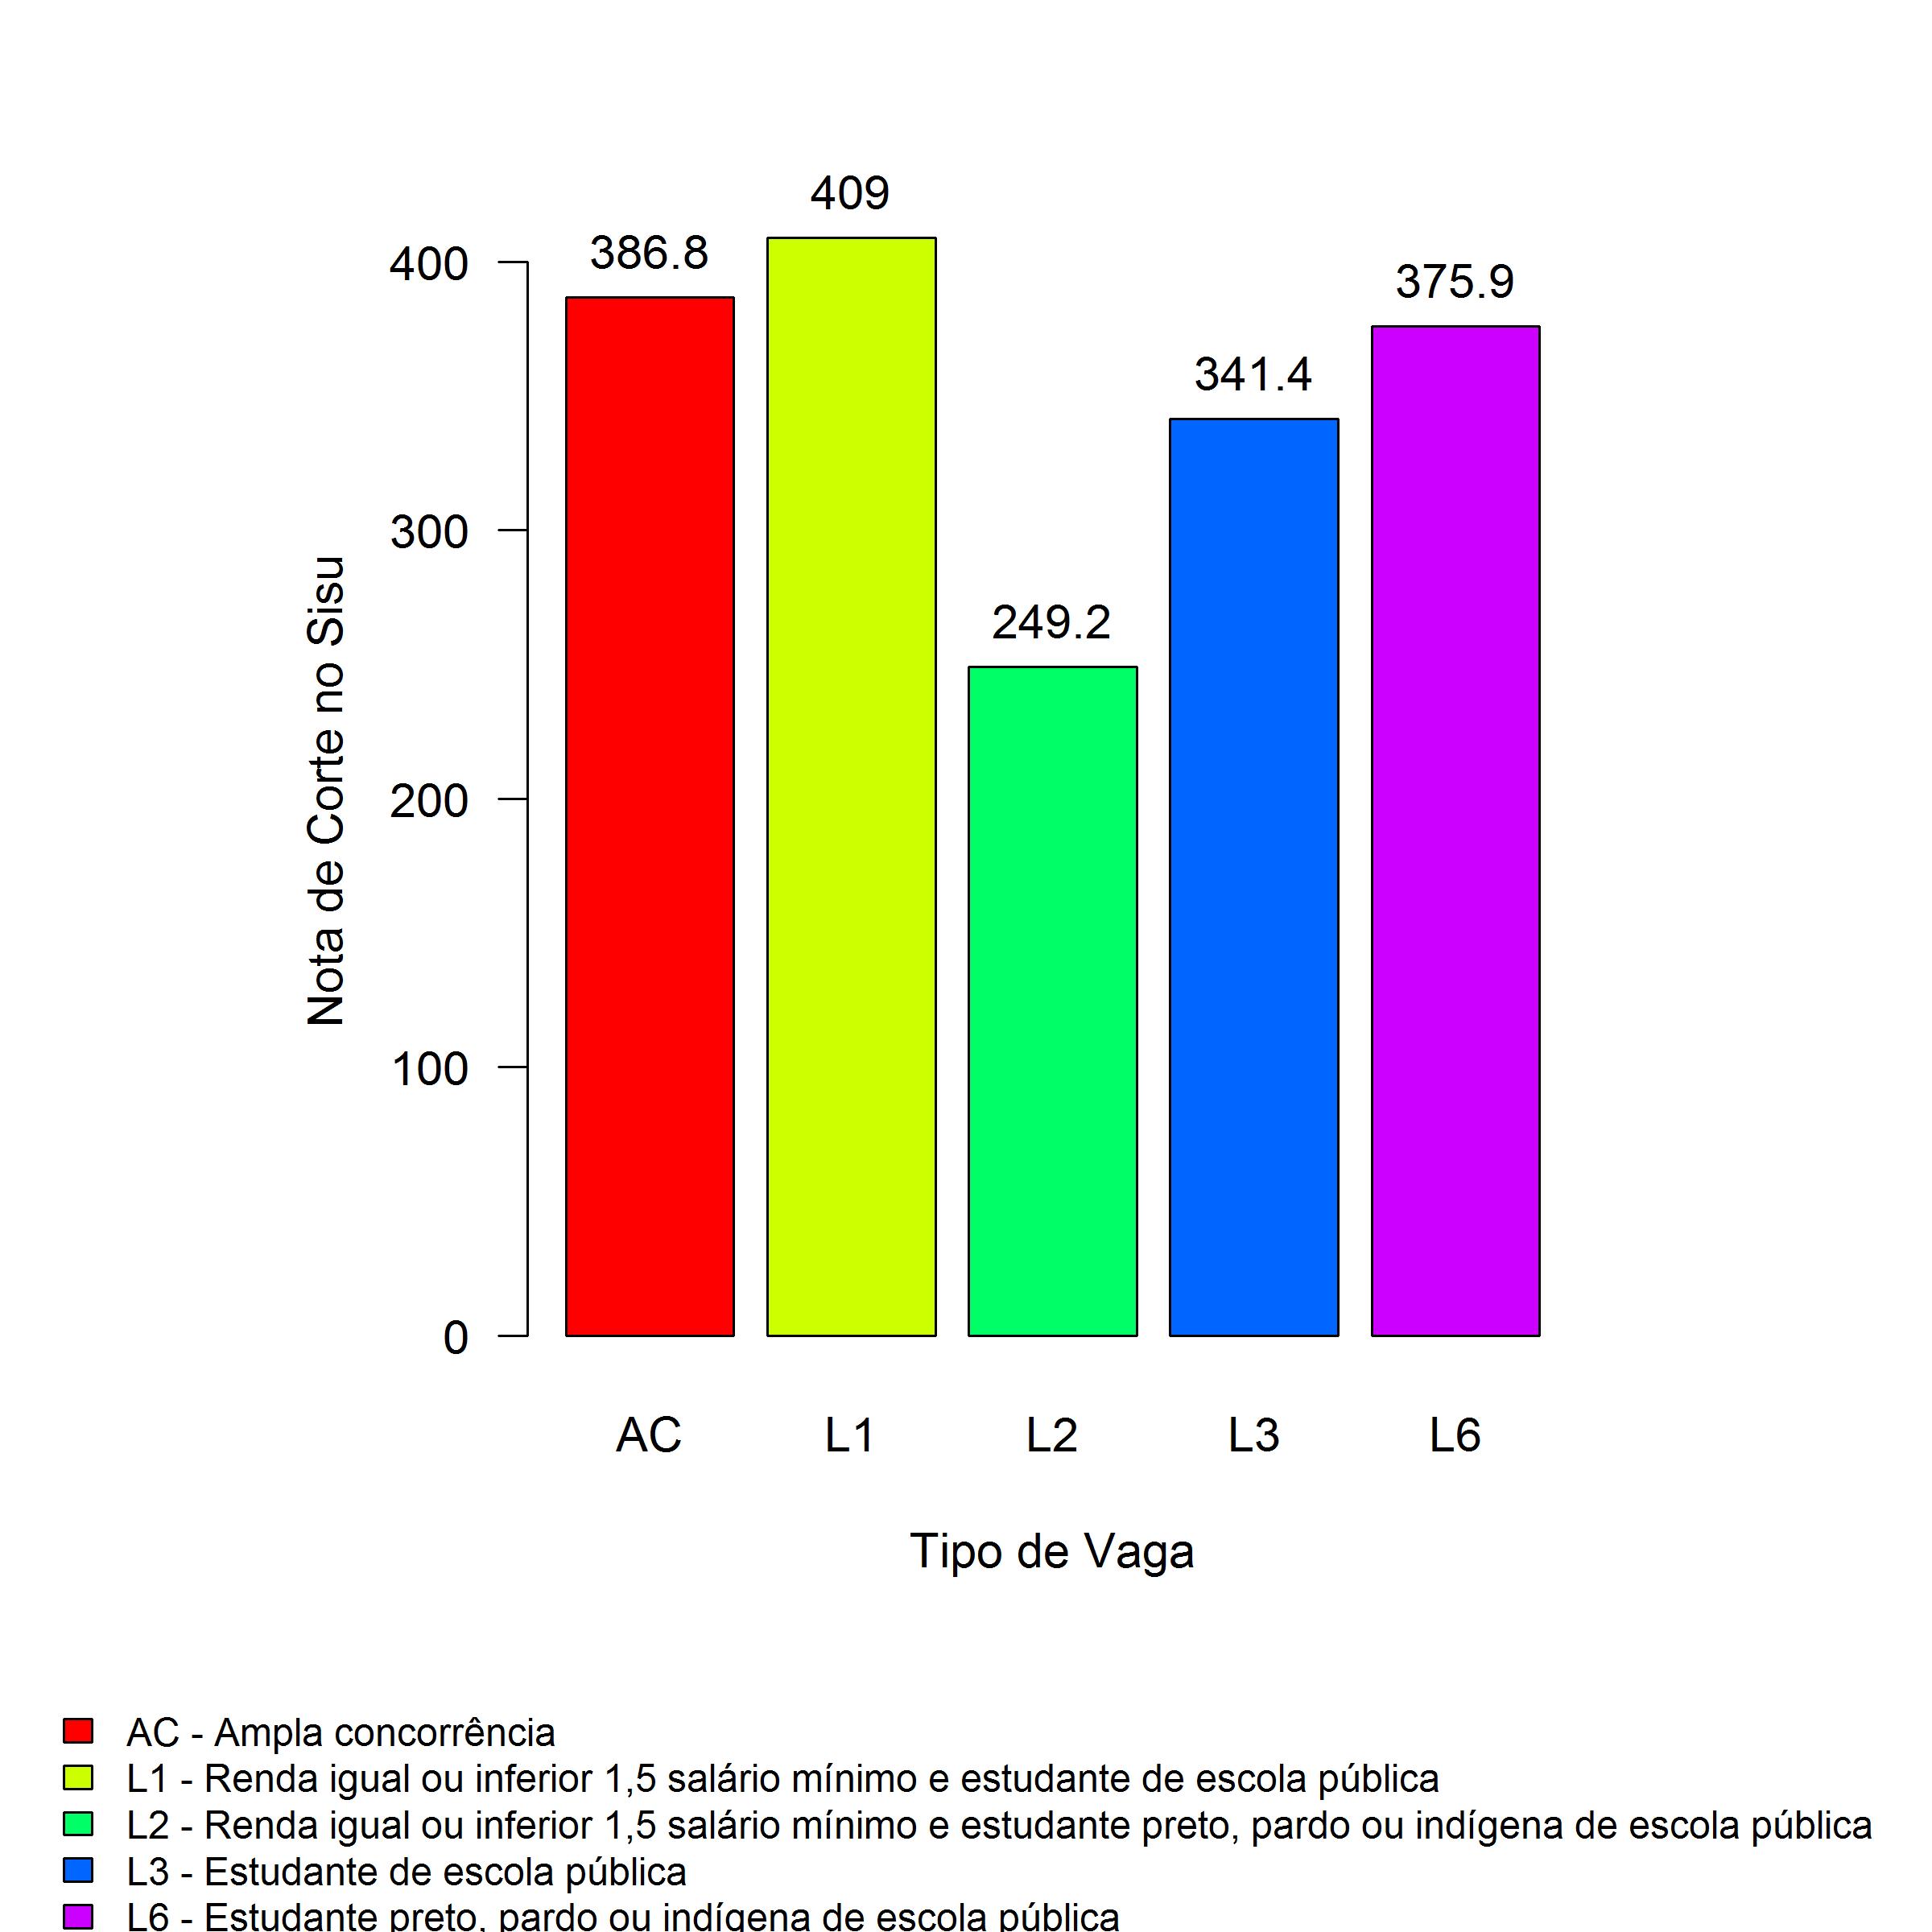 409
386.8
375.9
341.4
249.2
400
300
200
100
0
Nota de Corte no Sisu
AC L1 L2 L3 L6
Tipo de Vaga
AC - Ampla concorrência
L1 - Renda igual ou inferior 1,5 salário mínimo e estudante de escola pública
L2 - Renda igual ou inferior 1,5 salário mínimo e estudante preto, pardo ou indígena de escola pública
L3 - Estudante de escola pública
L6 - Estudante preto, pardo ou indígena de escola pública